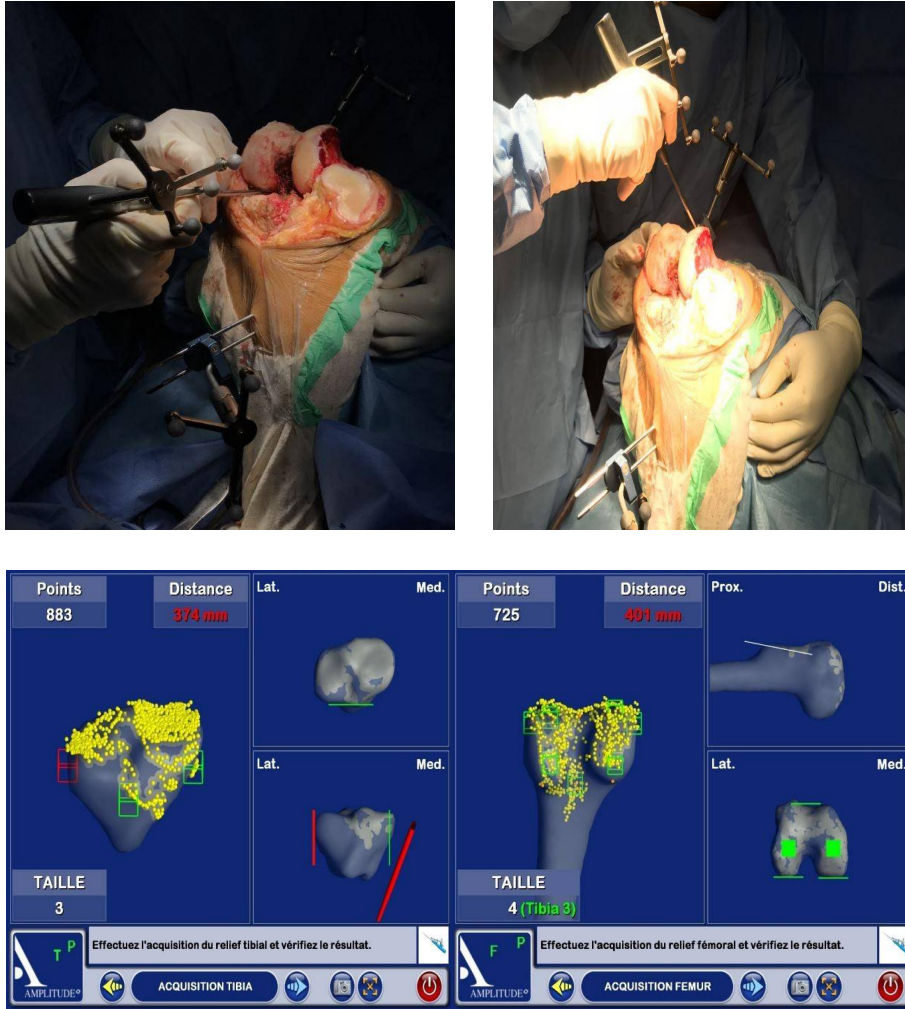 Points
883
Distance
374 mm
Lat.
Med.
Lat.
Med.
TAILLE
3
T P
AMPLITUDE
Effectuez l'acquisition du relief tibial et vérifiez le résultat.
ACQUISITION TIBIA
Points
725
Distance
401 mm
Prox.
Dist.
Lat.
Med.
TAILLE
4 (Tibia 3)
F P
AMPLITUDE
Effectuez l'acquisition du relief fémoral et vérifiez le résultat.
ACQUISITION FEMUR